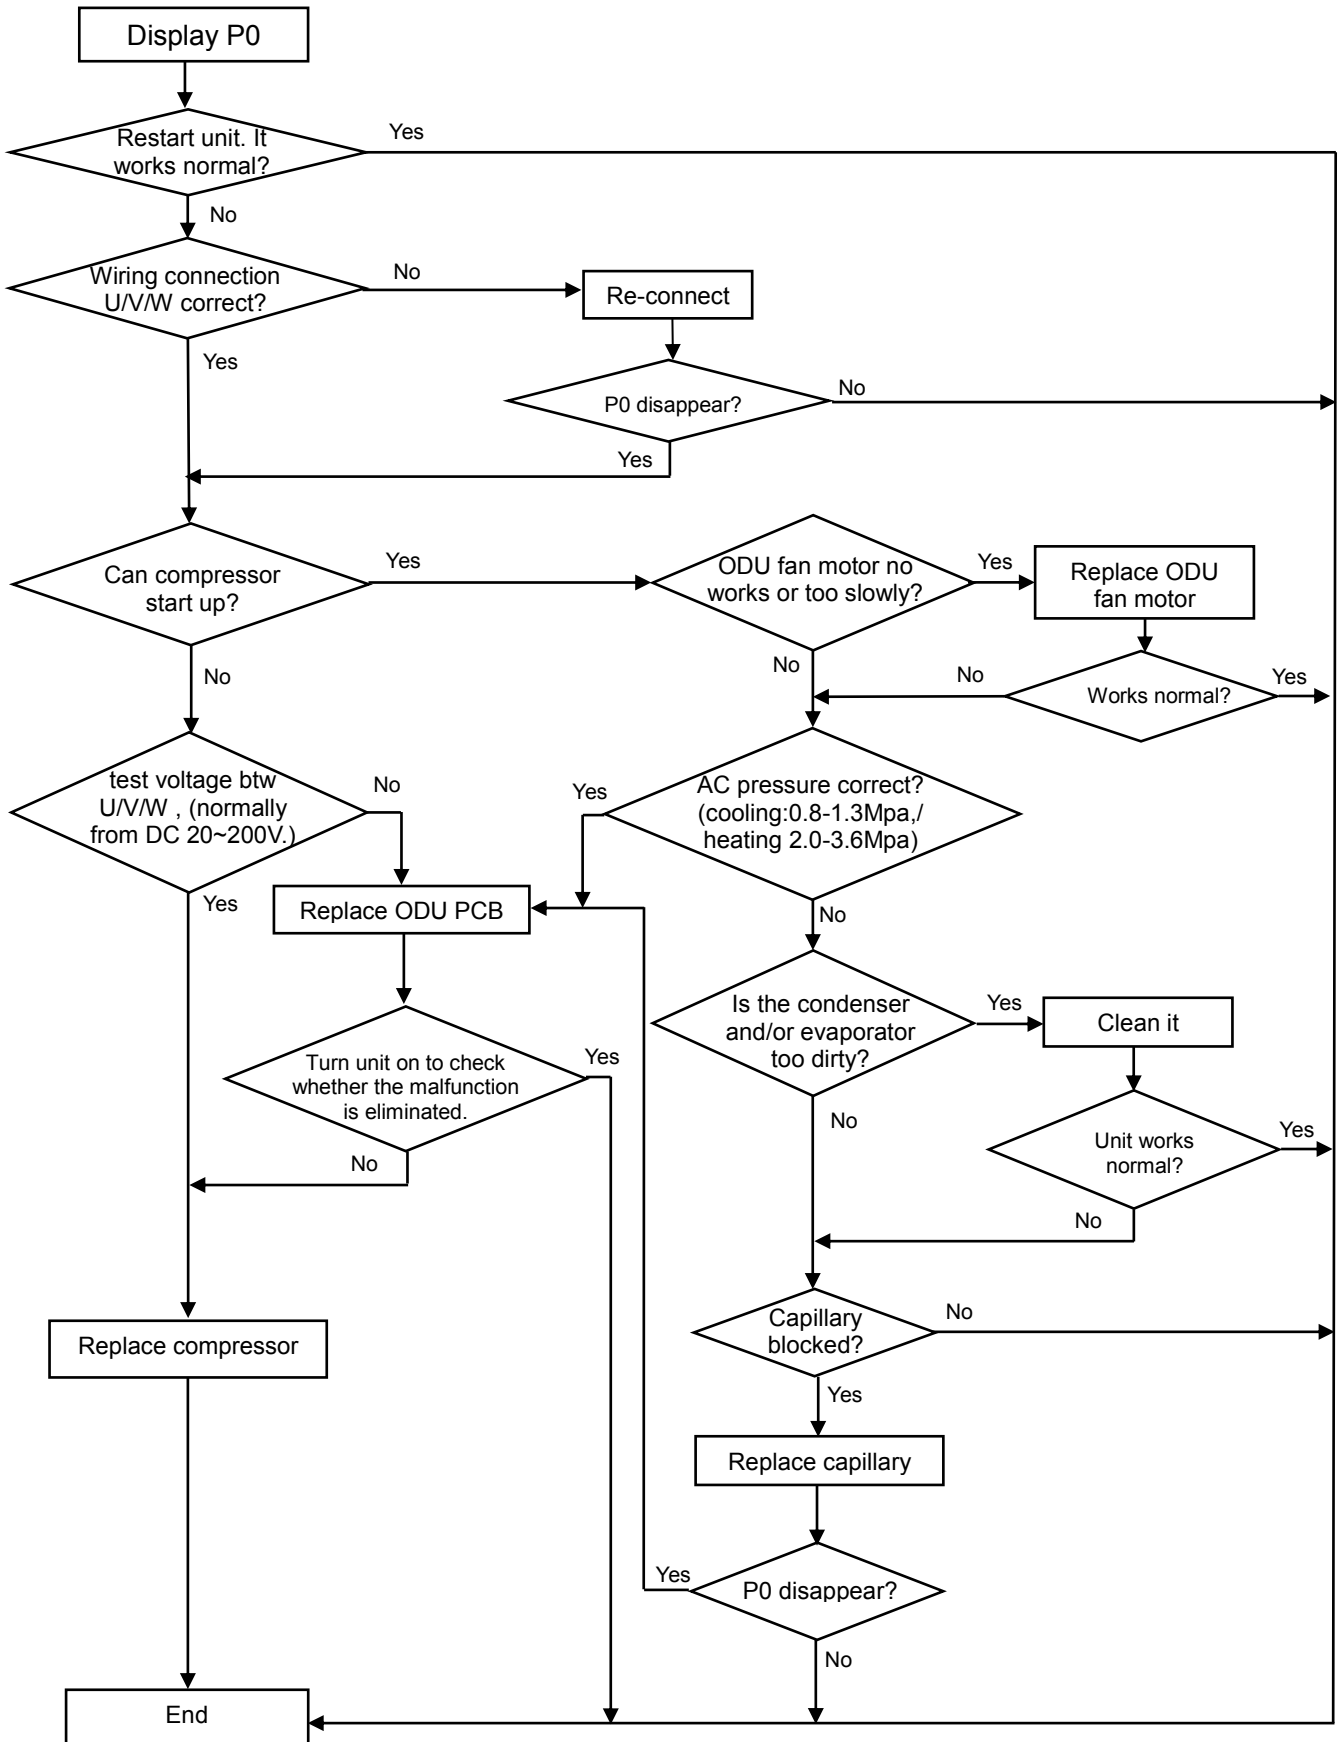 Display P0
Restart unit. It
works normal?
Yes
No
Wiring connection
U/V/W correct?
No
Re-connect
Yes
P0 disappear?
No
Yes
Can compressor
start up?
Yes
ODU fan motor no
works or too slowly?
Yes
Replace ODU
fan motor
No
No
No
Works normal?
Yes
test voltage btw
U/V/W , (normally
from DC 20~200V.)
No
Yes
AC pressure correct?
(cooling:0.8-1.3Mpa,/
heating 2.0-3.6Mpa)
Yes
Replace ODU PCB
No
Is the condenser
and/or evaporator
too dirty?
Yes
Clean it
Turn unit on to check
whether the malfunction
is eliminated.
Yes
No
No
Unit works
normal?
Yes
No
Capillary
blocked?
No
Replace compressor
Yes
Replace capillary
Yes
P0 disappear?
No
End